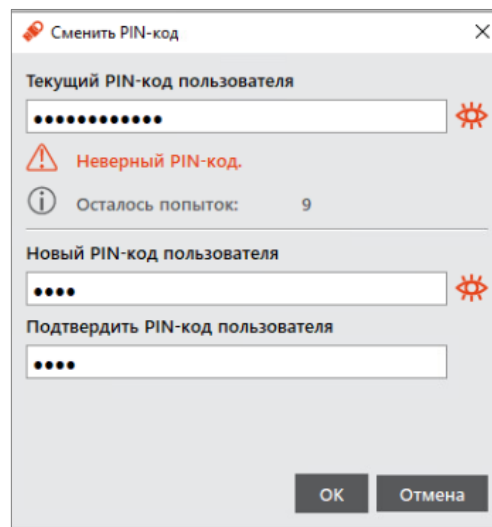 Сменить PIN-код
Текущий PIN-код пользователя
••••••••••••
Неверный PIN-код.
Осталось попыток: 9
Новый PIN-код пользователя
••••
Подтвердить PIN-код пользователя
••••
ОК Отмена